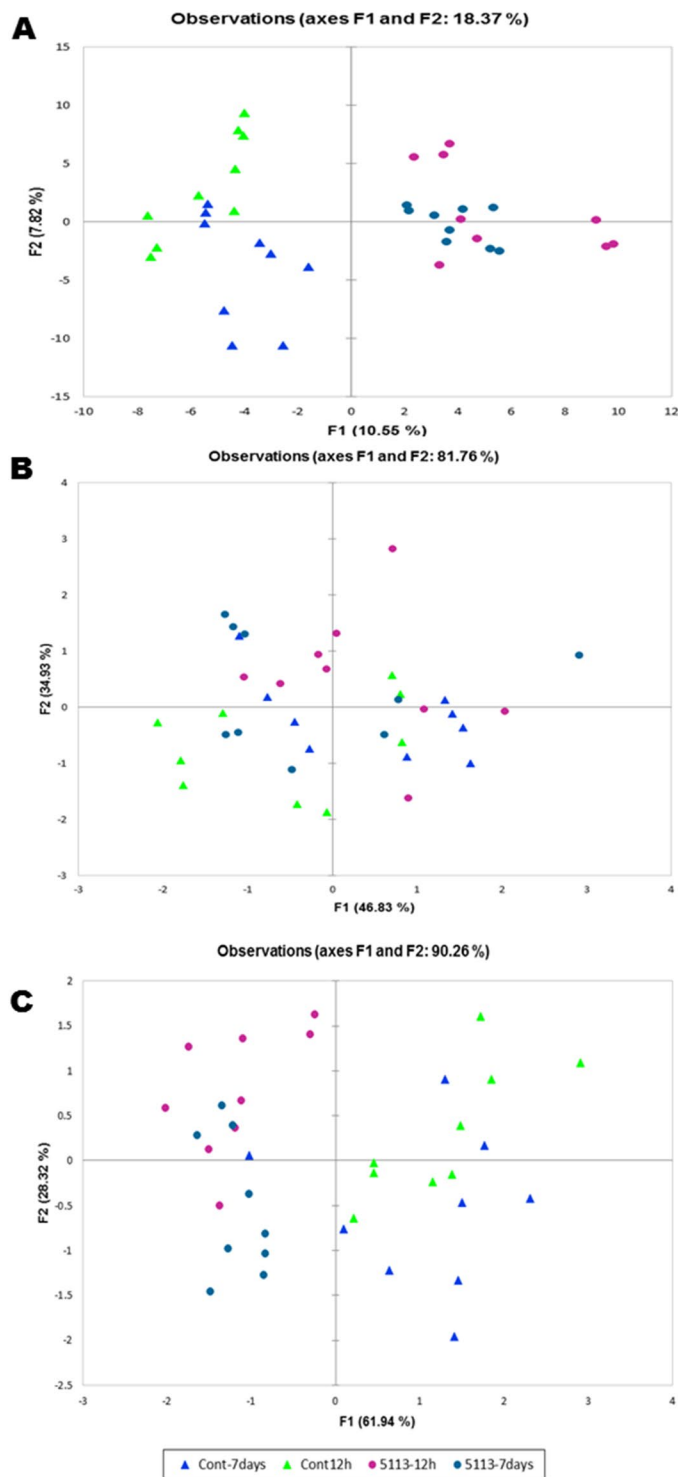 A
Observations (axes F1 and F2: 18.37 %)
15
10
5
0
-5
-10
-15
F2 (7.82 %)
-10 -8 -6 -4 -2 0 2 4 6 8 10 12
F1 (10.55 %)
B
Observations (axes F1 and F2: 81.76 %)
4
3
2
1
0
-1
-2
-3
F2 (34.93 %)
-3 -2 -1 0 1 2 3 4
F1 (46.83 %)
C
Observations (axes F1 and F2: 90.26 %)
2
1.5
1
0.5
0
-0.5
-1
-1.5
-2
-2.5
F2 (28.32 %)
-3 -2 -1 0 1 2 3
F1 (61.94 %)
Cont-7days Cont12h 5113-12h 5113-7days